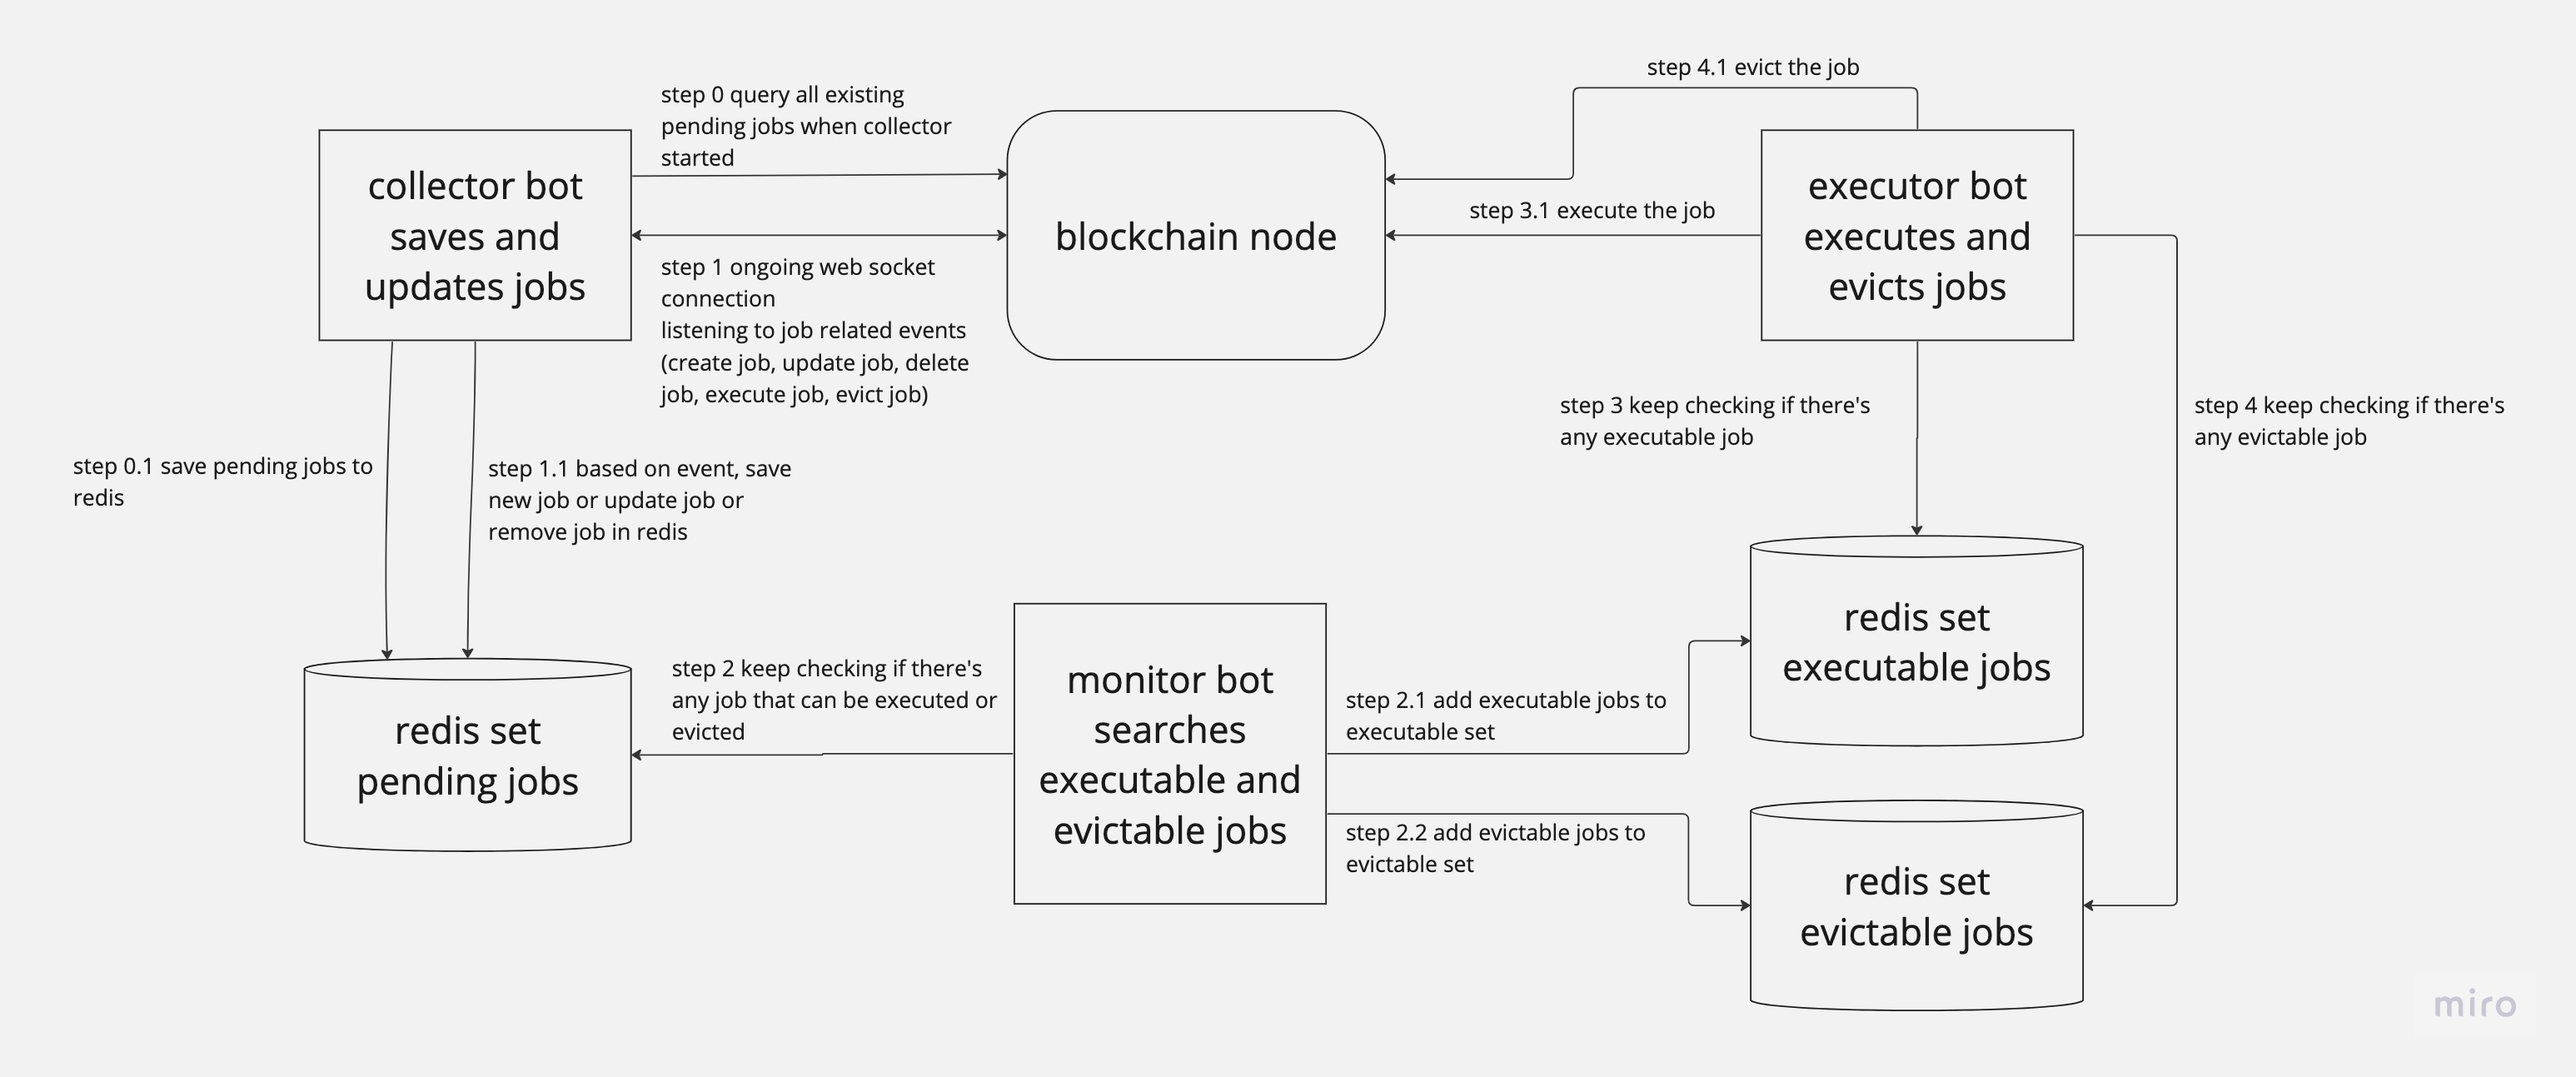 step 4.1 evict the job
step 0 query all existing
pending jobs when collector
started
collector bot
saves and
updates jobs
blockchain node
step 3.1 execute the job
executor bot
executes and
evicts jobs
step 1 ongoing web socket
connection
listening to job related events
(create job, update job, delete
job, execute job, evict job)
step 3 keep checking if there's
any executable job
step 4 keep checking if there's
any evictable job
step 0.1 save pending jobs to
redis
step 1.1 based on event, save
new job or update job or
remove job in redis
redis set
executable jobs
redis set
pending jobs
step 2 keep checking if there's
any job that can be executed or
evicted
monitor bot
searches
executable and
evictable jobs
step 2.1 add executable jobs to
executable set
step 2.2 add evictable jobs to
evictable set
redis set
evictable jobs
miro